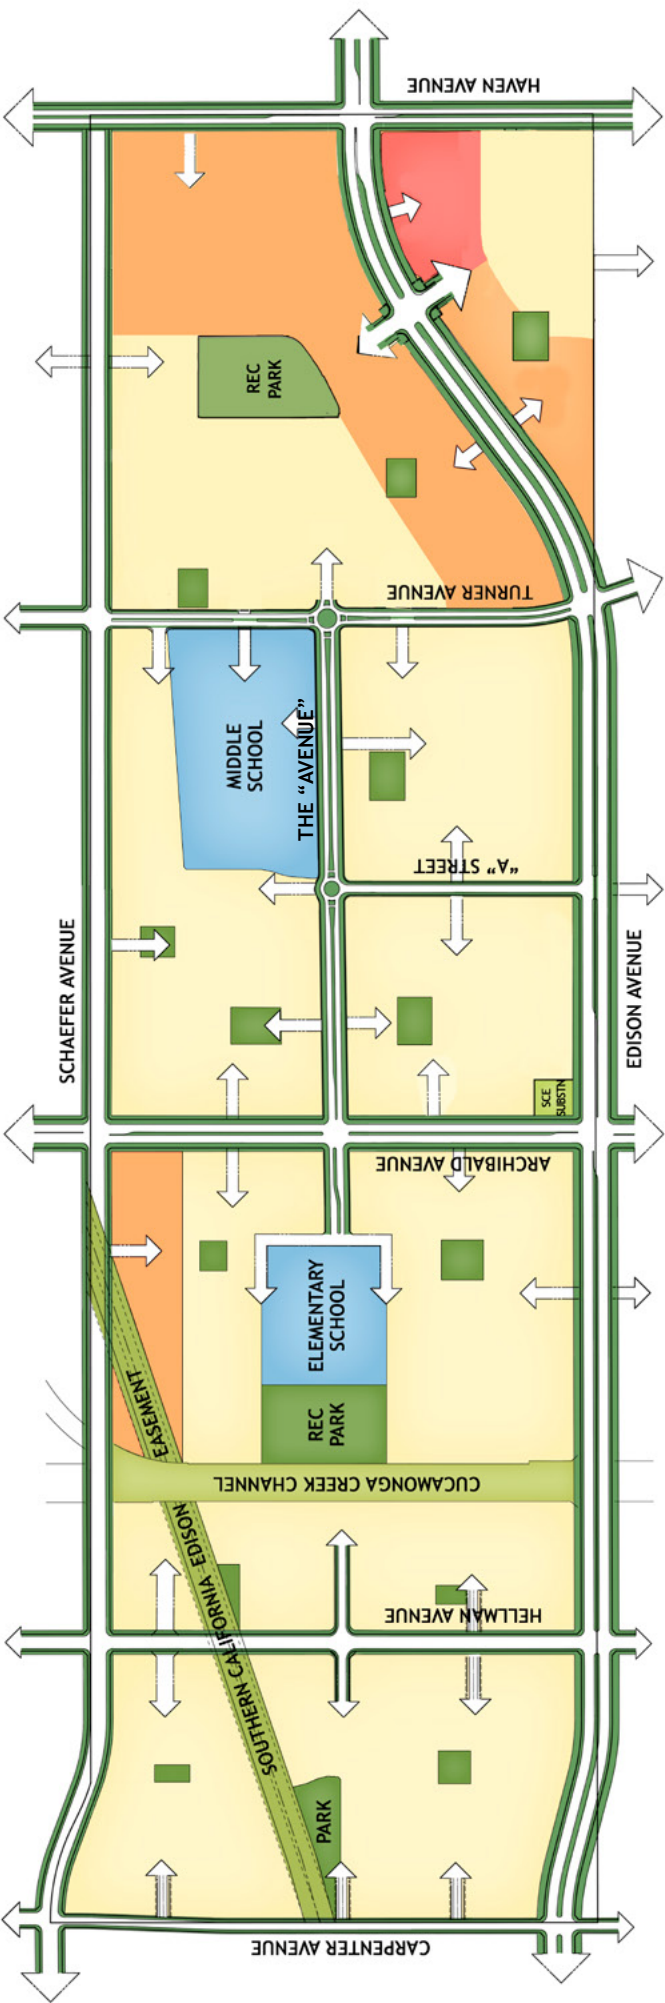 HAVEN AVENUE
REC
PARK
TURNER AVENUE
MIDDLE
SCHOOL
THE “AVENUE”
“A” STREET
SCHAEFER AVENUE
EDISON AVENUE
SCE
SUBSTN
ARCHIBALD AVENUE
ELEMENTARY
SCHOOL
REC
PARK
CUCAMONGA CREEK CHANNEL
SOUTHERN CALIFORNIA EDISON EASEMENT
HELLMAN AVENUE
PARK
CARPENTER AVENUE